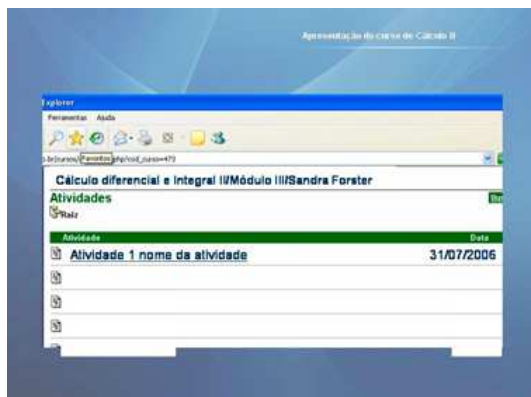 Apresentação do curso de Cálculo II
Explorer
Ferramentas Ajuda
Favoritos
Cálculo diferencial e Integral II/Módulo III/Sandra Forster
Atividades
Raiz
Atividade Data
Atividade 1 nome da atividade 31/07/2006